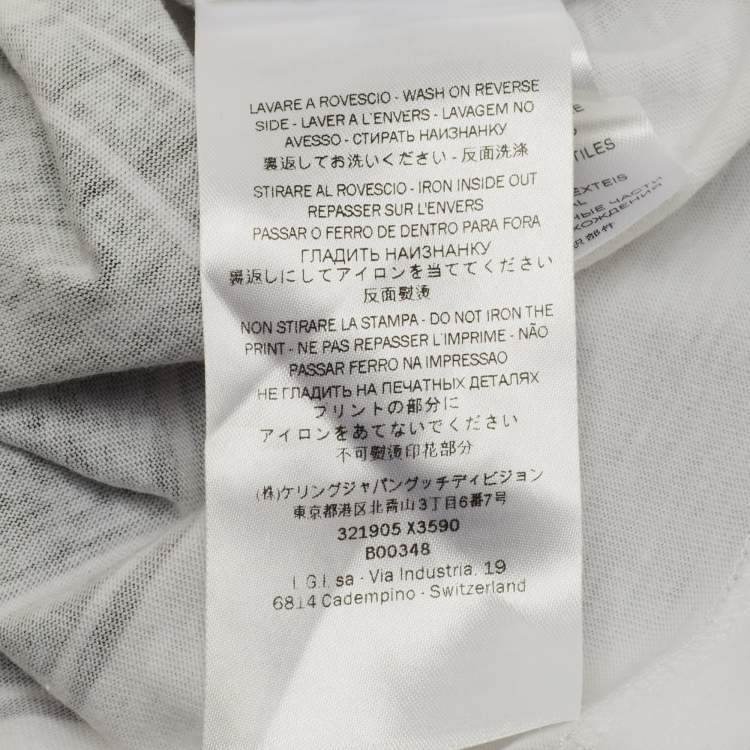 LAVARE A ROVESCIO - WASH ON REVERSE
SIDE - LAVER A L'ENVERS - LAVAGEM NO
AVESSO - СТИРАТЬ НАИЗНАНКУ
裏返してお洗いください - 反面洗涤
STIRARE AL ROVESCIO - IRON INSIDE OUT
REPASSER SUR L'ENVERS
PASSAR O FERRO DE DENTRO PARA FORA
ГЛАДИТЬ НАИЗНАНКУ
裏返しにしてアイロンを当ててください
反面熨烫
NON STIRARE LA STAMPA - DO NOT IRON THE
PRINT - NE PAS REPASSER L'IMPRIME - NÃO
PASSAR FERRO NA IMPRESSAO
НЕ ГЛАДИТЬ НА ПЕЧАТНЫХ ДЕТАЛЯХ
プリントの部分に
アイロンをあてないでください
不可熨烫印花部分
(株)ケリングジャパングッチディビジョン
東京都港区北青山3丁目6番7号
321905 X3590
B00348
I.G.I. sa - Via Industria, 19
6814 Cadempino - Switzerland
TILES
EXTEIS
AL
НЫЕ ЧАСТИ
ХОЖДЕНИЯ
部件